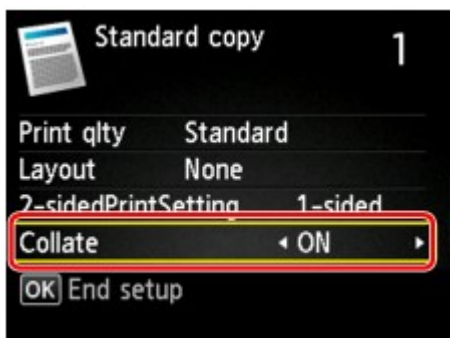 Standard copy 1
Print qlty Standard
Layout None
2-sidedPrintSetting 1-sided
Collate ON
OK End setup